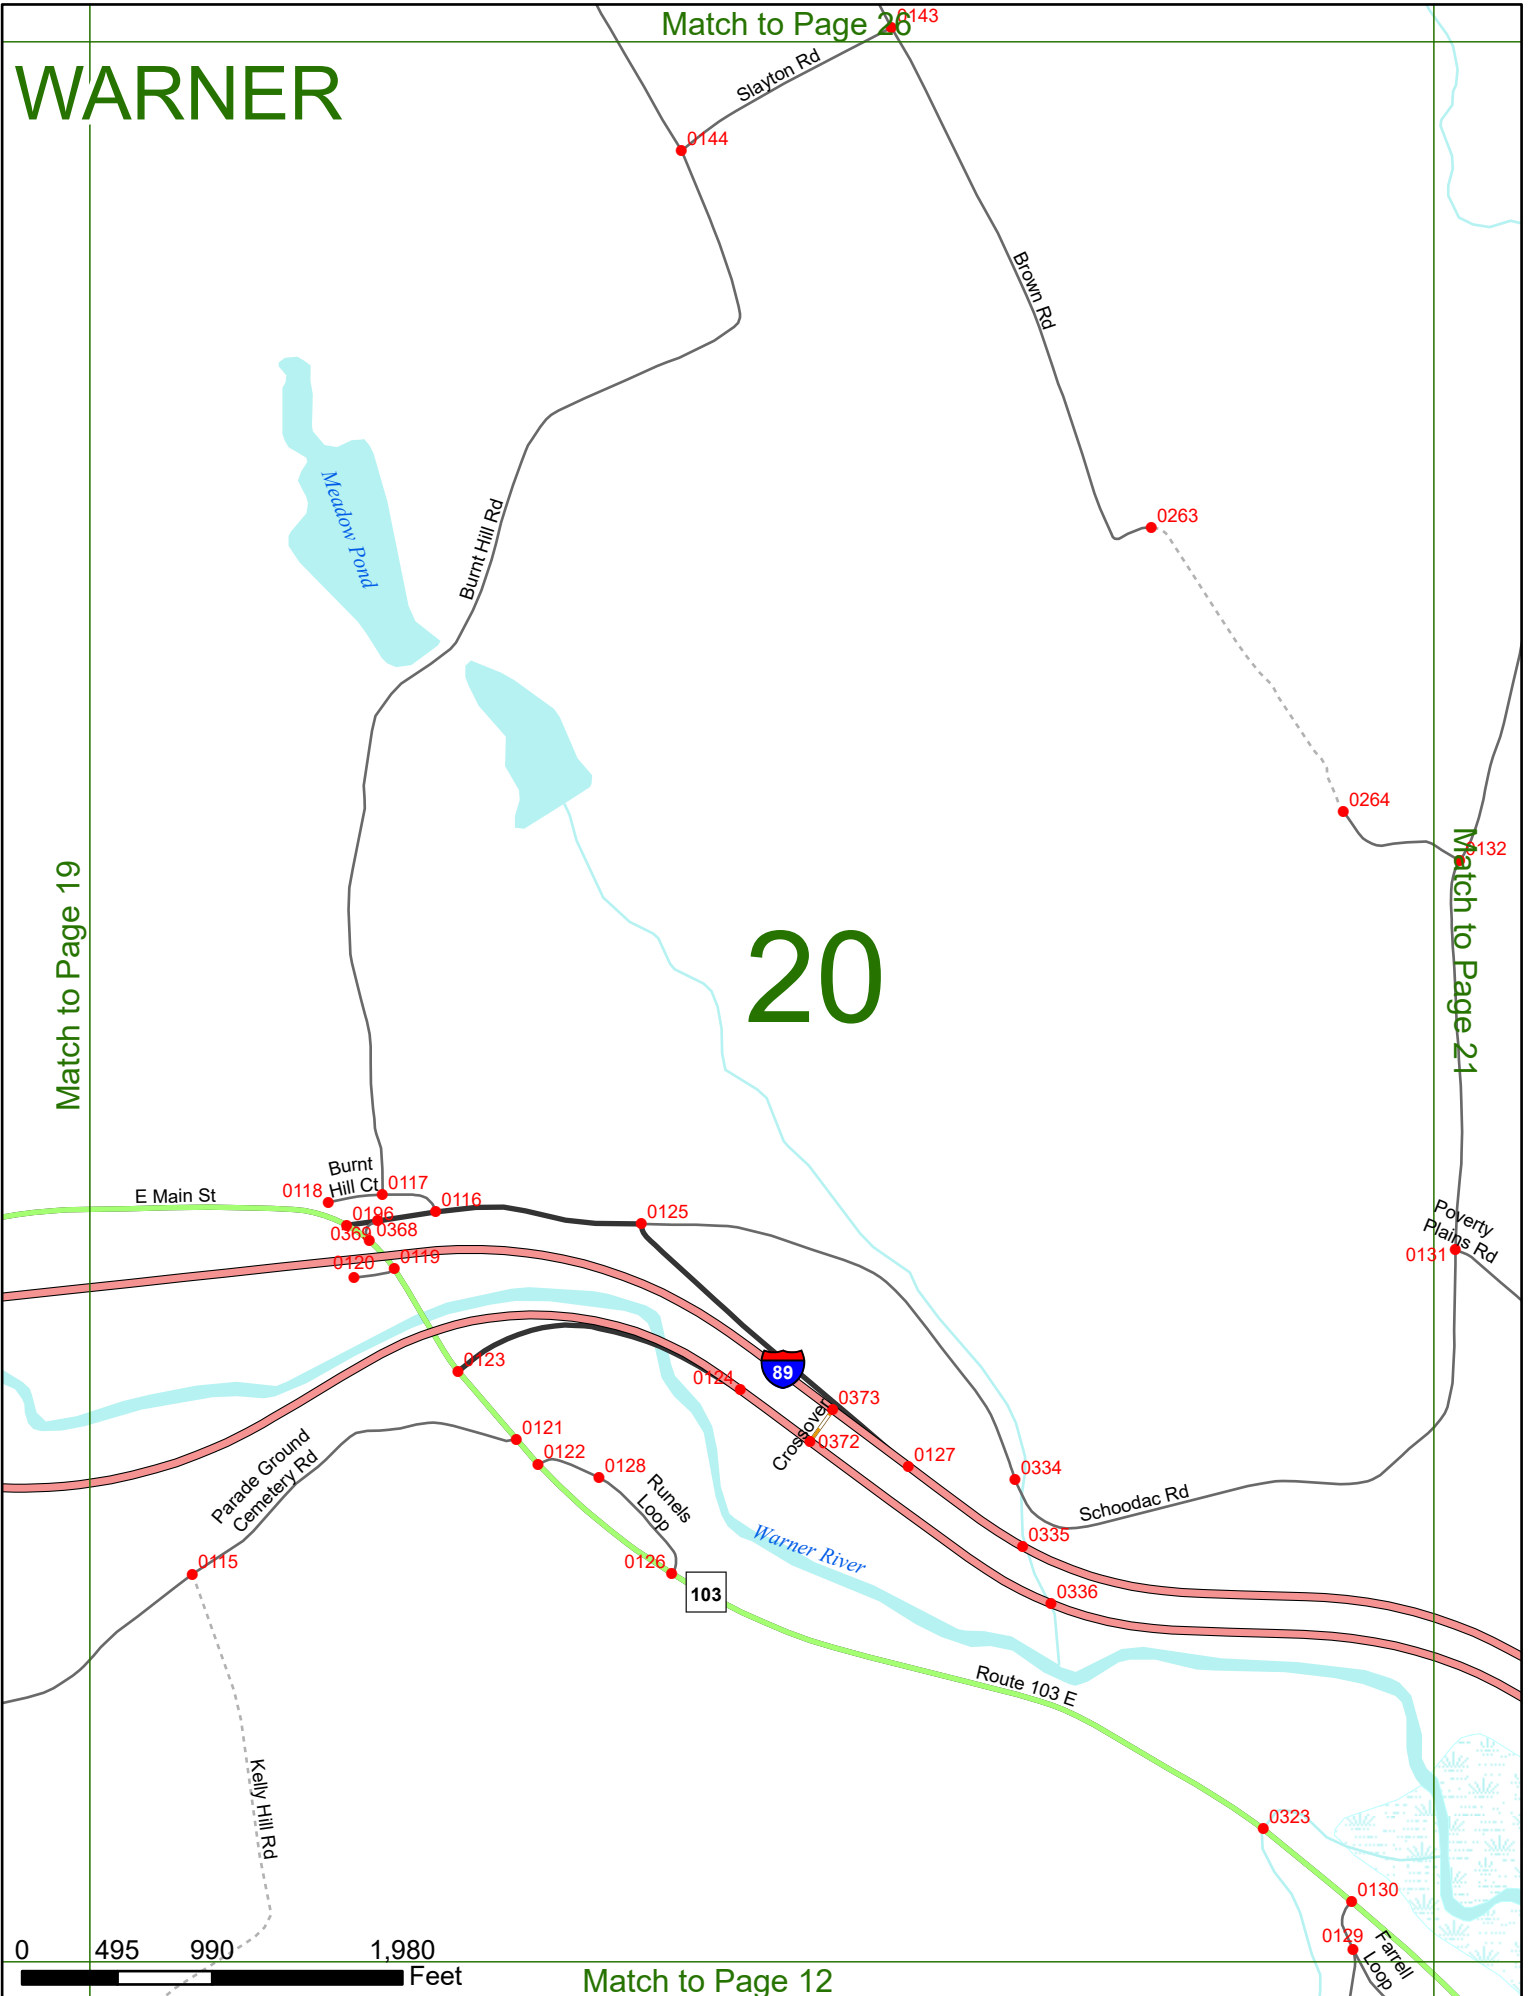 Match to Page 26
0143
WARNER
Slayton Rd
0144
Brown Rd
Meadow Pond
Burnt Hill Rd
0263
0264
0132
Match to Page 19
20
Match to Page 21
E Main St
Burnt
Hill Ct
0118
0117
0116
0196
0369
0368
0125
0120
0119
Poverty
Plains Rd
0131
0123
0124
89
0373
Crossover
0372
0127
0121
0122
0128
Runels
Loop
0334
Schoodac Rd
Parade Ground
Cemetery Rd
0335
0115
0126
103
Warner River
0336
Route 103 E
Kelly Hill Rd
0323
0130
0129
Farrell
Loop
0 495 990 1,980
Feet
Match to Page 12